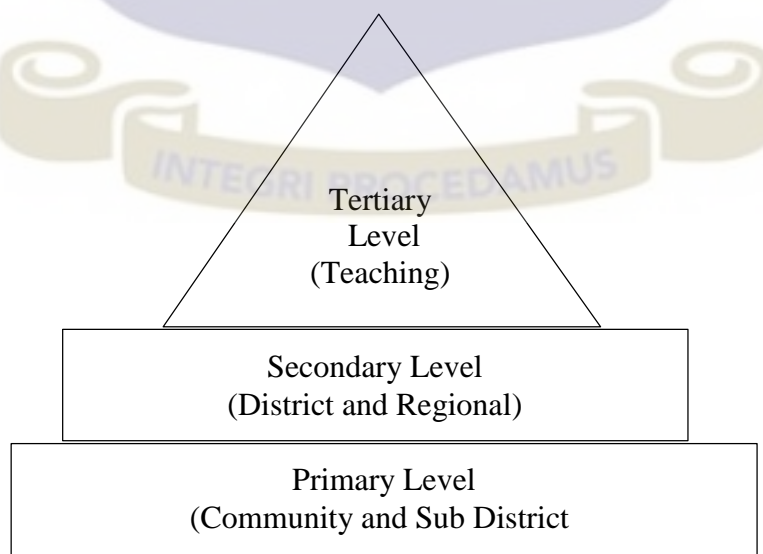 INTEGRI PROCEDAMUS
Tertiary
Level
(Teaching)
Secondary Level
(District and Regional)
Primary Level
(Community and Sub District